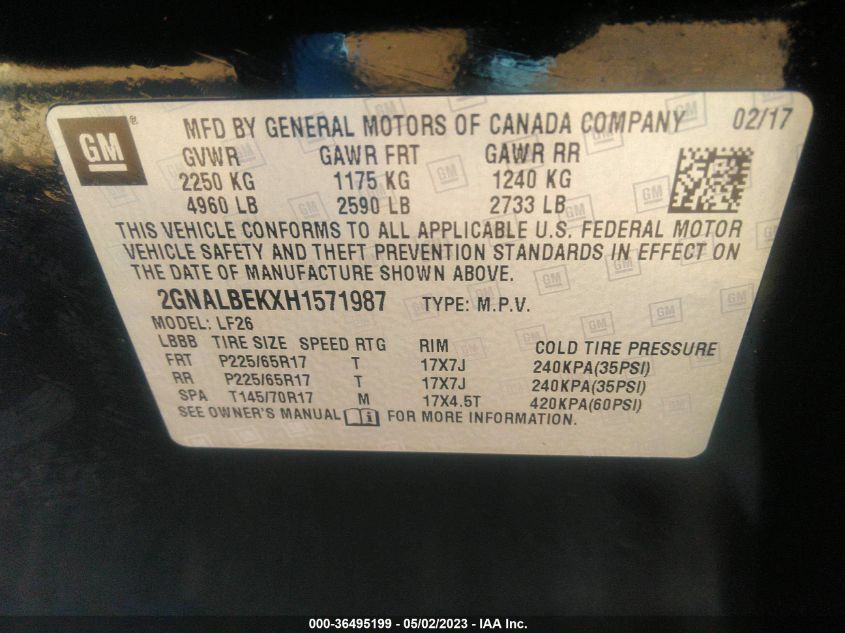 GM ® MFD BY GENERAL MOTORS OF CANADA COMPANY 02/17
GVWR GAWR FRT GAWR RR
2250 KG 1175 KG 1240 KG
4960 LB 2590 LB 2733 LB
THIS VEHICLE CONFORMS TO ALL APPLICABLE U.S. FEDERAL MOTOR
VEHICLE SAFETY AND THEFT PREVENTION STANDARDS IN EFFECT ON
THE DATE OF MANUFACTURE SHOWN ABOVE.
2GNALBEKXH1571987 TYPE: M.P.V.
MODEL: LF26
LBBB TIRE SIZE SPEED RTG RIM COLD TIRE PRESSURE
FRT P225/65R17 T 17X7J 240KPA(35PSI)
RR P225/65R17 T 17X7J 240KPA(35PSI)
SPA T145/70R17 M 17X4.5T 420KPA(60PSI)
SEE OWNER'S MANUAL FOR MORE INFORMATION.
000-36495199 - 05/02/2023 - IAA Inc.